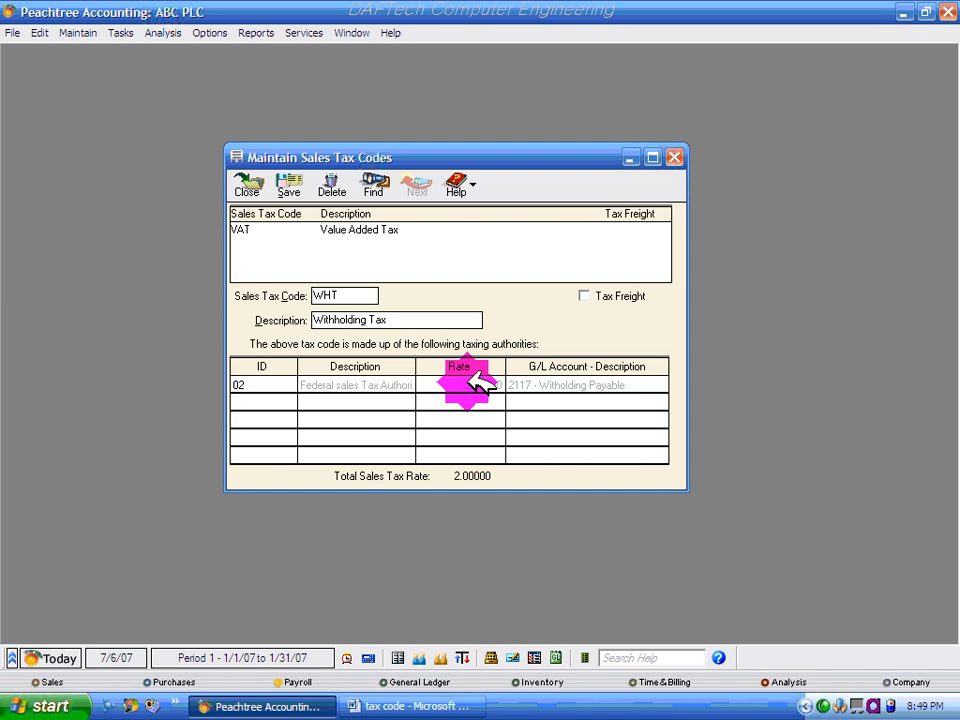 Peachtree Accounting: ABC PLC
DAFTech Computer Engineering
File Edit Maintain Tasks Analysis Options Reports Services Window Help
Maintain Sales Tax Codes
Close Save Delete Find Next Help
Sales Tax Code Description Tax Freight
VAT Value Added Tax
Sales Tax Code: WHT Tax Freight
Description: Withholding Tax
The above tax code is made up of the following taxing authorities:
ID Description Rate G/L Account - Description
02 Federal sales Tax Authori 2117 - Witholding Payable
Total Sales Tax Rate: 2.00000
Today 7/6/07 Period 1 - 1/1/07 to 1/31/07 Search Help
Sales Purchases Payroll General Ledger Inventory Time & Billing Analysis Company
start Peachtree Accountin... tax code - Microsoft ... 8:49 PM